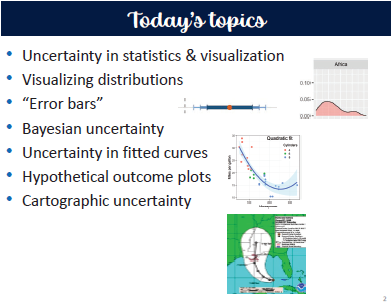 Today's topics
• Uncertainty in statistics & visualization
• Visualizing distributions
• "Error bars"
• Bayesian uncertainty
• Uncertainty in fitted curves
• Hypothetical outcome plots
• Cartographic uncertainty
Africa
0.10
0.05
0.00
Quadratic fit
Cylinders
2